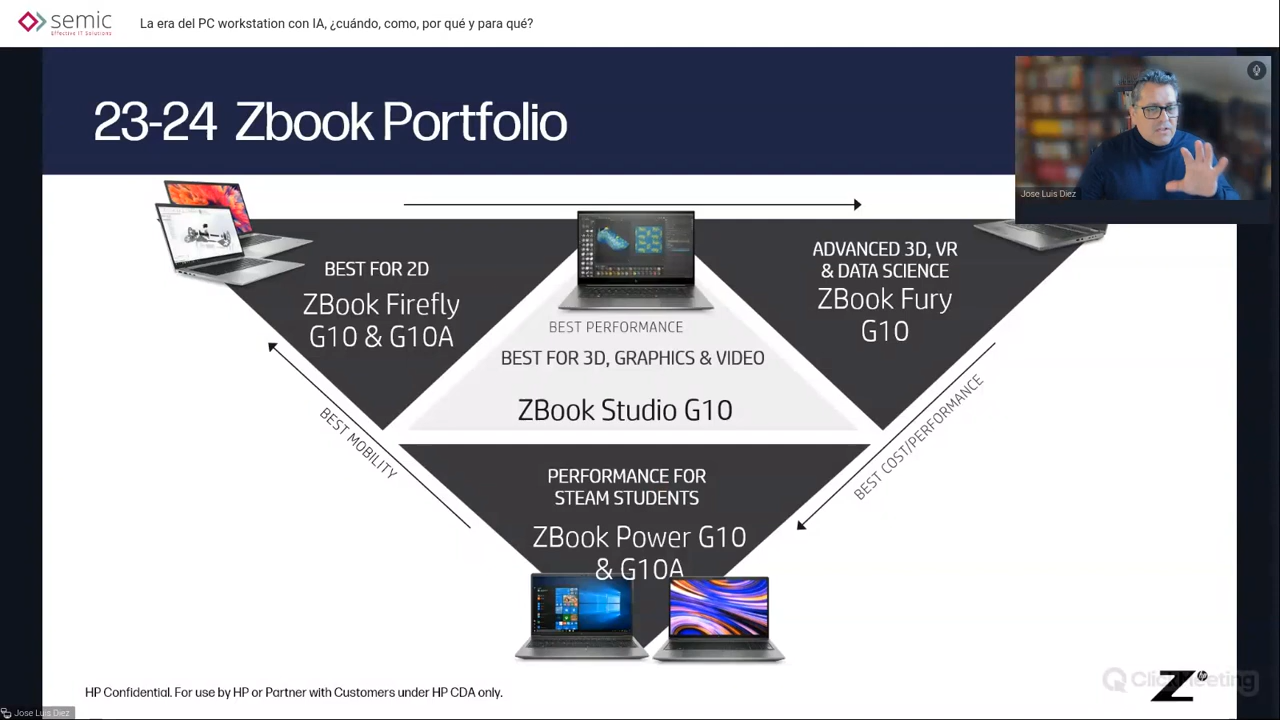 semic
Effective IT Solutions
La era del PC workstation con IA, ¿cuándo, como, por qué y para qué?
23-24 Zbook Portfolio
Jose Luis Diez
BEST FOR 2D
ZBook Firefly
G10 & G10A
BEST PERFORMANCE
BEST FOR 3D, GRAPHICS & VIDEO
ZBook Studio G10
ADVANCED 3D, VR
& DATA SCIENCE
ZBook Fury
G10
BEST MOBILITY
BEST COST/PERFORMANCE
PERFORMANCE FOR
STEAM STUDENTS
ZBook Power G10
& G10A
HP Confidential. For use by HP or Partner with Customers under HP CDA only.
ClickMeeting
Z hp
Jose Luis Diez